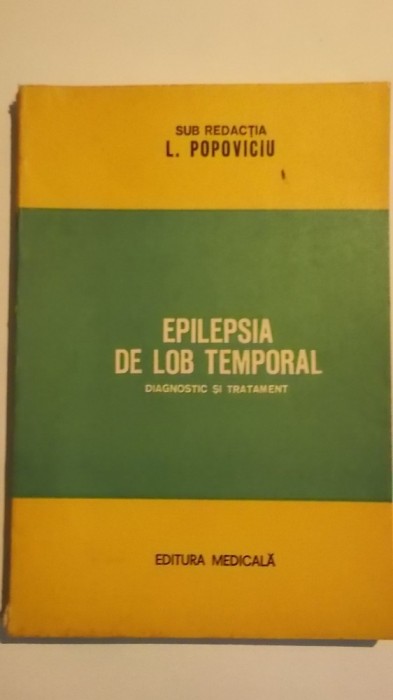 SUB REDACȚIA
L. POPOVICIU
EPILEPSIA
DE LOB TEMPORAL
DIAGNOSTIC ȘI TRATAMENT
EDITURA MEDICALĂ